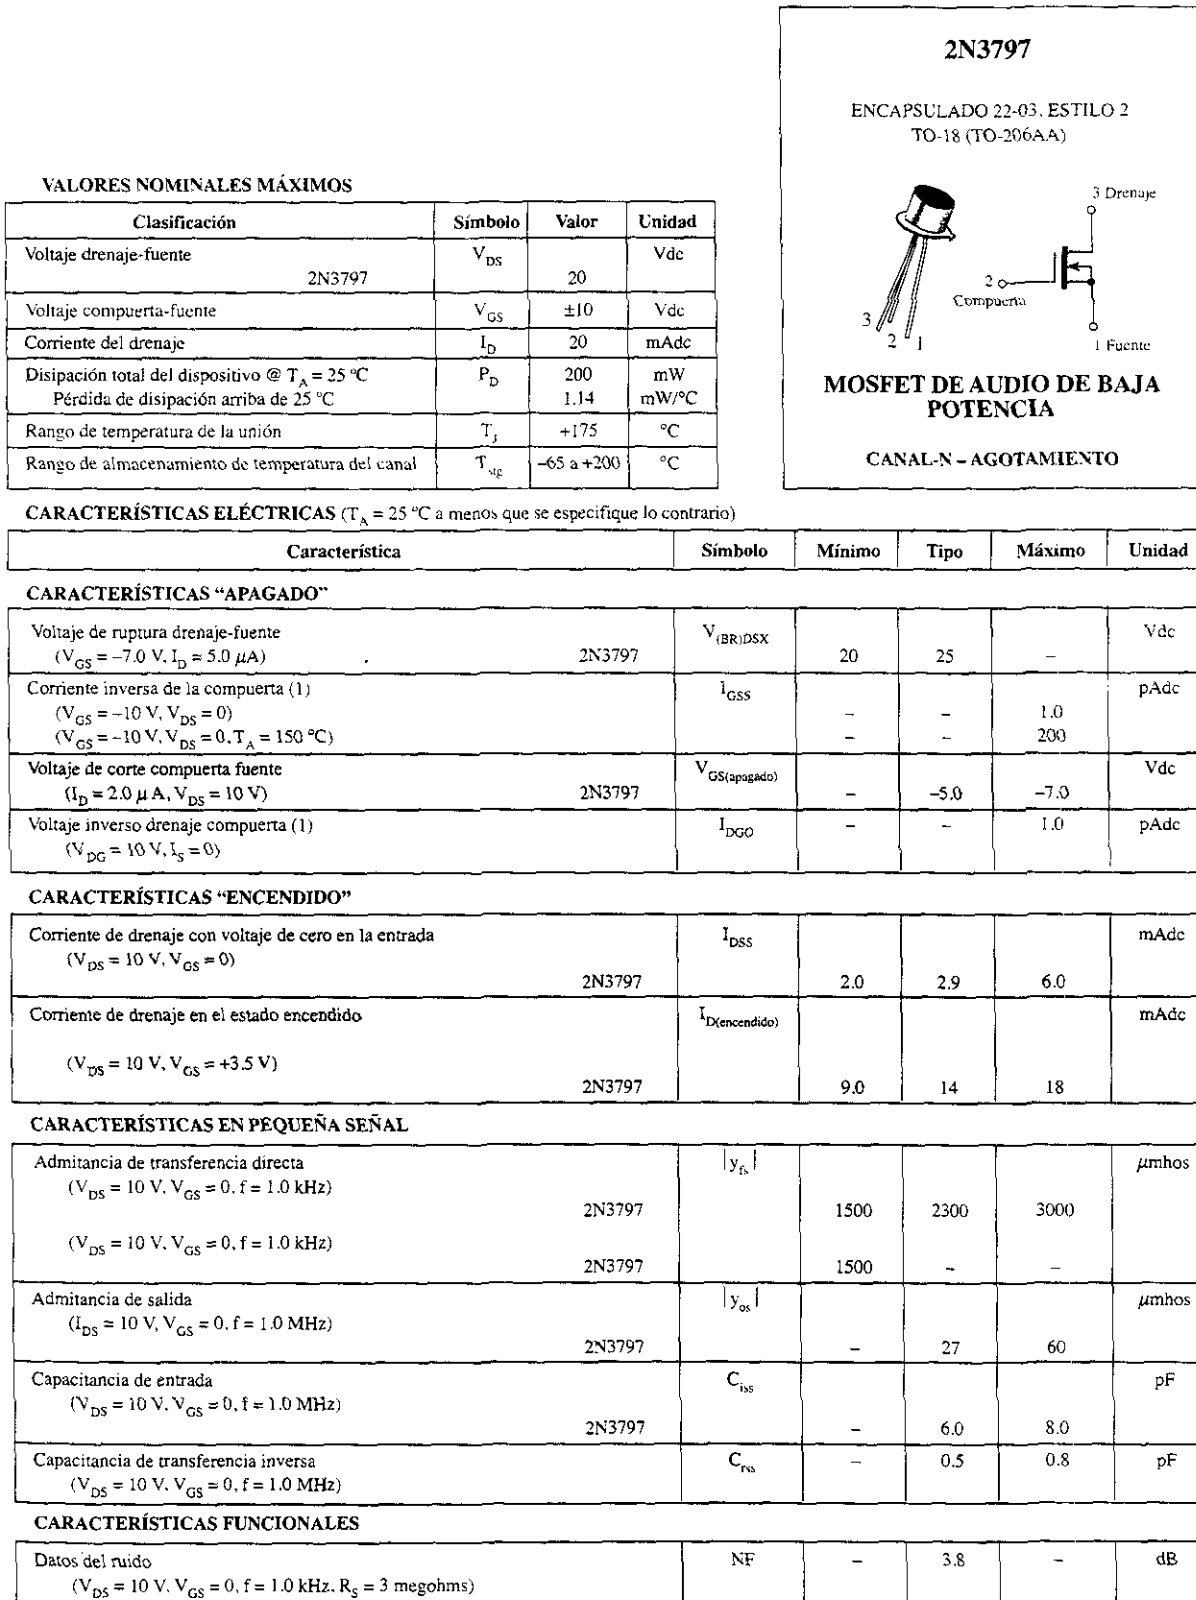 2N3797
ENCAPSULADO 22-03, ESTILO 2
TO-18 (TO-206AA)
3 Drenaje
2
Compuerta
3
2
1
1 Fuente
MOSFET DE AUDIO DE BAJA
POTENCIA
CANAL-N – AGOTAMIENTO
VALORES NOMINALES MÁXIMOS
Clasificación Símbolo Valor Unidad
Voltaje drenaje-fuente V_DS Vdc
2N3797 20
Voltaje compuerta-fuente V_GS ±10 Vdc
Corriente del drenaje I_D 20 mAdc
Disipación total del dispositivo @ T_A = 25 °C P_D 200 mW
Pérdida de disipación arriba de 25 °C 1.14 mW/°C
Rango de temperatura de la unión T_J +175 °C
Rango de almacenamiento de temperatura del canal T_stg –65 a +200 °C
CARACTERÍSTICAS ELÉCTRICAS (T_A = 25 °C a menos que se especifique lo contrario)
Característica Símbolo Mínimo Tipo Máximo Unidad
CARACTERÍSTICAS “APAGADO”
Voltaje de ruptura drenaje-fuente V_(BR)DSX Vdc
(V_GS = –7.0 V, I_D = 5.0 μA) 2N3797 20 25 –
Corriente inversa de la compuerta (1) I_GSS pAdc
(V_GS = –10 V, V_DS = 0) – – 1.0
(V_GS = –10 V, V_DS = 0, T_A = 150 °C) – – 200
Voltaje de corte compuerta fuente V_GS(apagado) Vdc
(I_D = 2.0 μ A, V_DS = 10 V) 2N3797 – –5.0 –7.0
Voltaje inverso drenaje compuerta (1) I_DGO – – 1.0 pAdc
(V_DG = 10 V, I_S = 0)
CARACTERÍSTICAS “ENCENDIDO”
Corriente de drenaje con voltaje de cero en la entrada I_DSS mAdc
(V_DS = 10 V, V_GS = 0)
2N3797 2.0 2.9 6.0
Corriente de drenaje en el estado encendido I_D(encendido) mAdc
(V_DS = 10 V, V_GS = +3.5 V)
2N3797 9.0 14 18
CARACTERÍSTICAS EN PEQUEÑA SEÑAL
Admitancia de transferencia directa |y_fs| μmhos
(V_DS = 10 V, V_GS = 0, f = 1.0 kHz)
2N3797 1500 2300 3000
(V_DS = 10 V, V_GS = 0, f = 1.0 kHz)
2N3797 1500 – –
Admitancia de salida |y_os| μmhos
(I_DS = 10 V, V_GS = 0, f = 1.0 MHz)
2N3797 – 27 60
Capacitancia de entrada C_iss pF
(V_DS = 10 V, V_GS = 0, f = 1.0 MHz)
2N3797 – 6.0 8.0
Capacitancia de transferencia inversa C_rss – 0.5 0.8 pF
(V_DS = 10 V, V_GS = 0, f = 1.0 MHz)
CARACTERÍSTICAS FUNCIONALES
Datos del ruido NF – 3.8 – dB
(V_DS = 10 V, V_GS = 0, f = 1.0 kHz, R_S = 3 megohms)